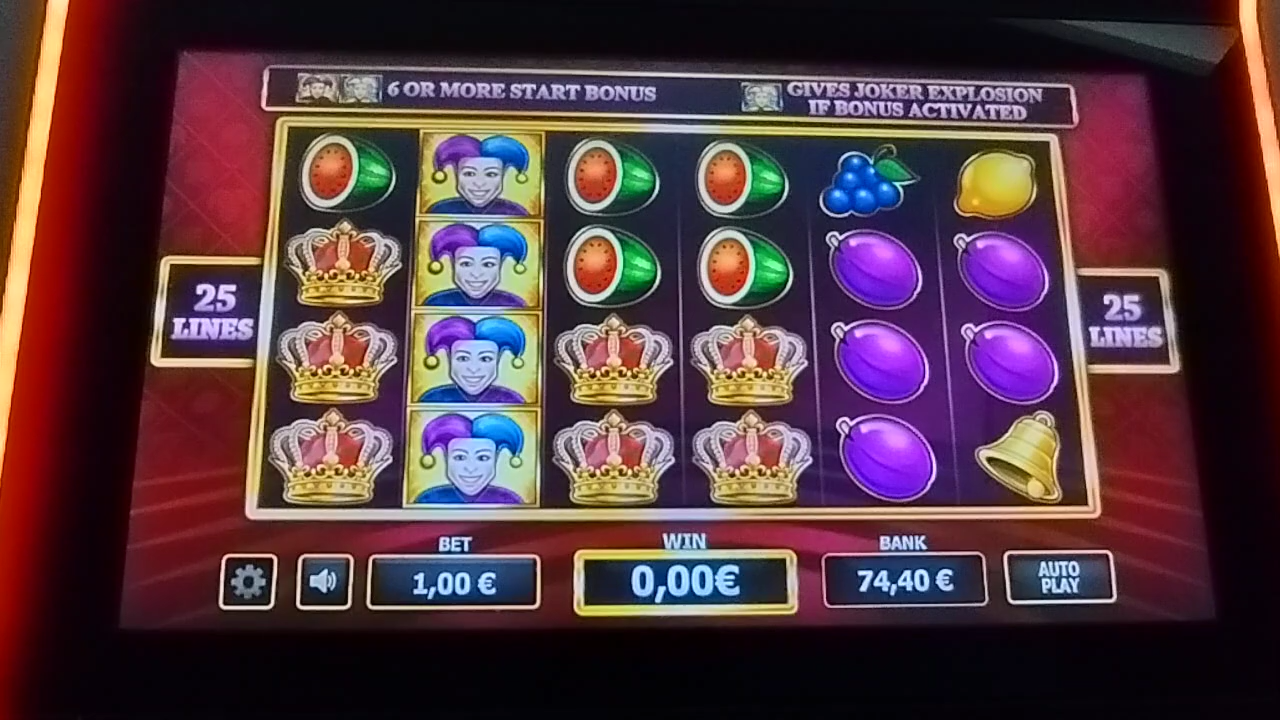 6 OR MORE START BONUS
GIVES JOKER EXPLOSION
IF BONUS ACTIVATED
25
LINES
25
LINES
BET
1,00 €
WIN
0,00€
BANK
74,40 €
AUTO
PLAY